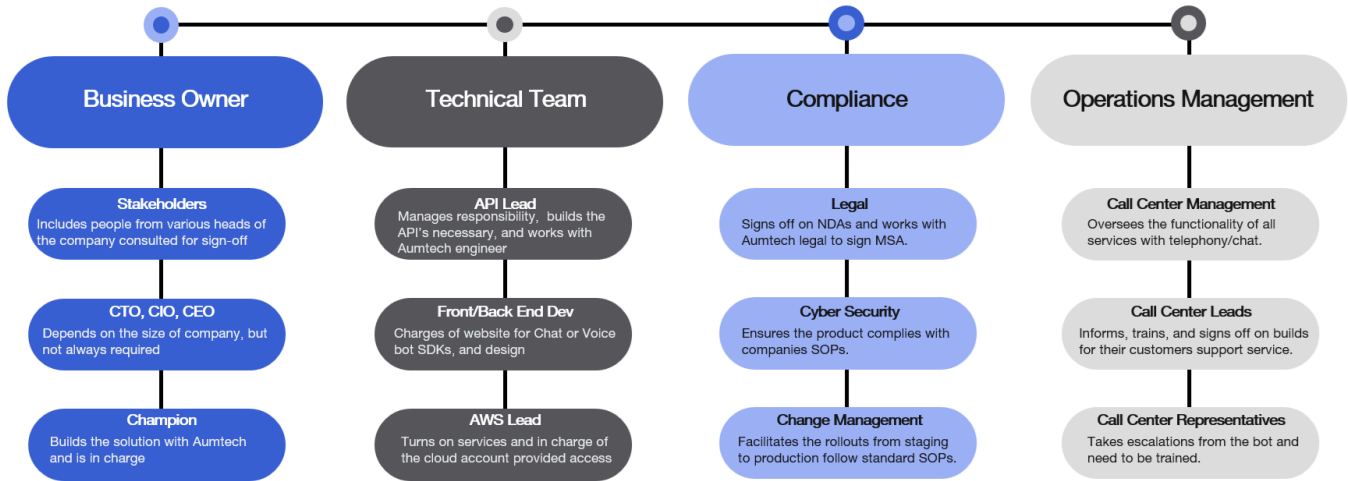 Business Owner
Stakeholders
Includes people from various heads of
the company consulted for sign-off
CTO, CIO, CEO
Depends on the size of company, but
not always required
Champion
Builds the solution with Aumtech
and is in charge
Technical Team
API Lead
Manages responsibility, builds the
API's necessary, and works with
Aumtech engineer
Front/Back End Dev
Charges of website for Chat or Voice
bot SDKs, and design
AWS Lead
Turns on services and in charge of
the cloud account provided access
Compliance
Legal
Signs off on NDAs and works with
Aumtech legal to sign MSA.
Cyber Security
Ensures the product complies with
companies SOPs.
Change Management
Facilitates the rollouts from staging
to production follow standard SOPs.
Operations Management
Call Center Management
Oversees the functionality of all
services with telephony/chat.
Call Center Leads
Informs, trains, and signs off on builds
for their customers support service.
Call Center Representatives
Takes escalations from the bot and
need to be trained.